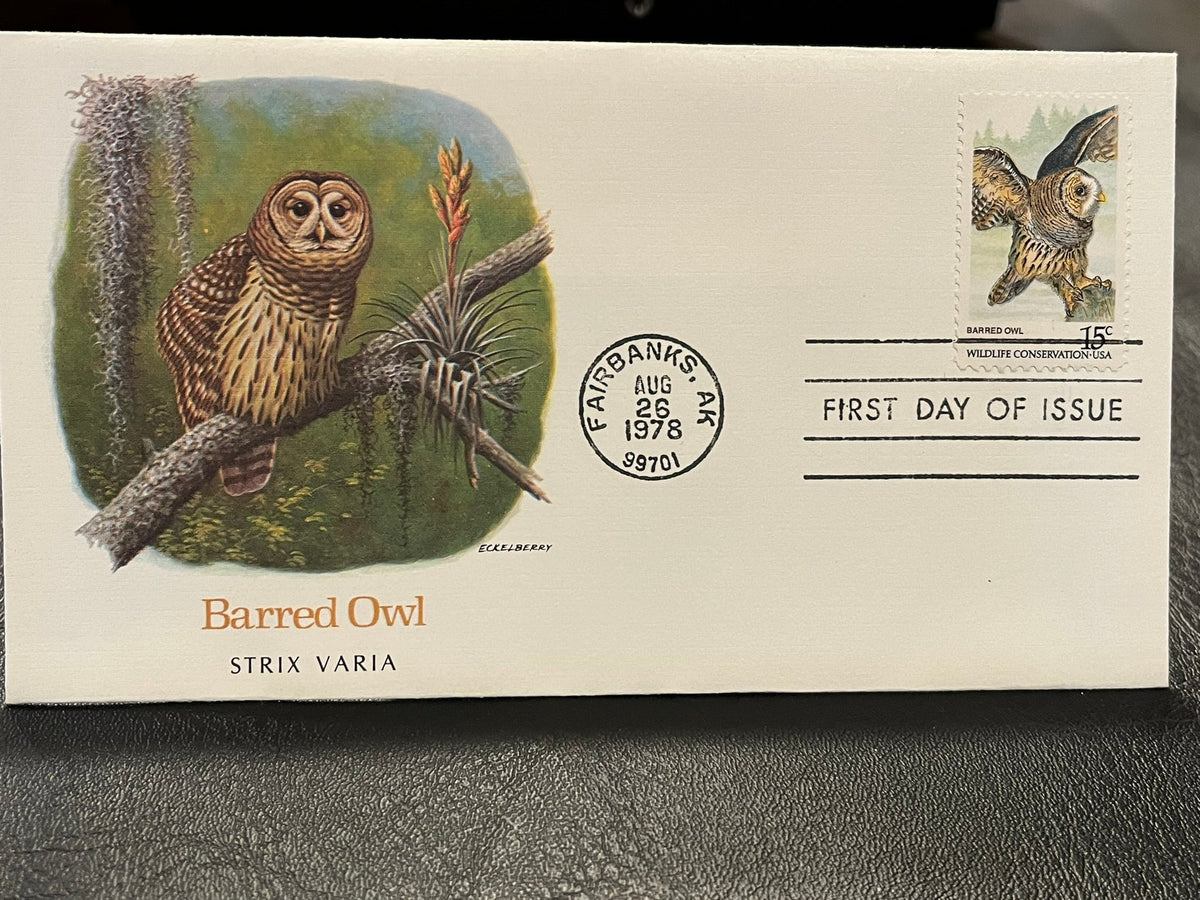 BARRED OWL
15c
WILDLIFE CONSERVATION·USA
FAIRBANKS, AK
AUG
26
1978
99701
FIRST DAY OF ISSUE
ECKELBERRY
Barred Owl
STRIX VARIA